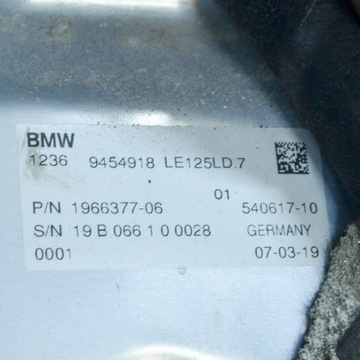 BMW
1236 9454918 LE125LD.7
01
P/N 1966377-06 540617-10
S/N 19 B 066 1 0 0028 GERMANY
0001 07-03-19